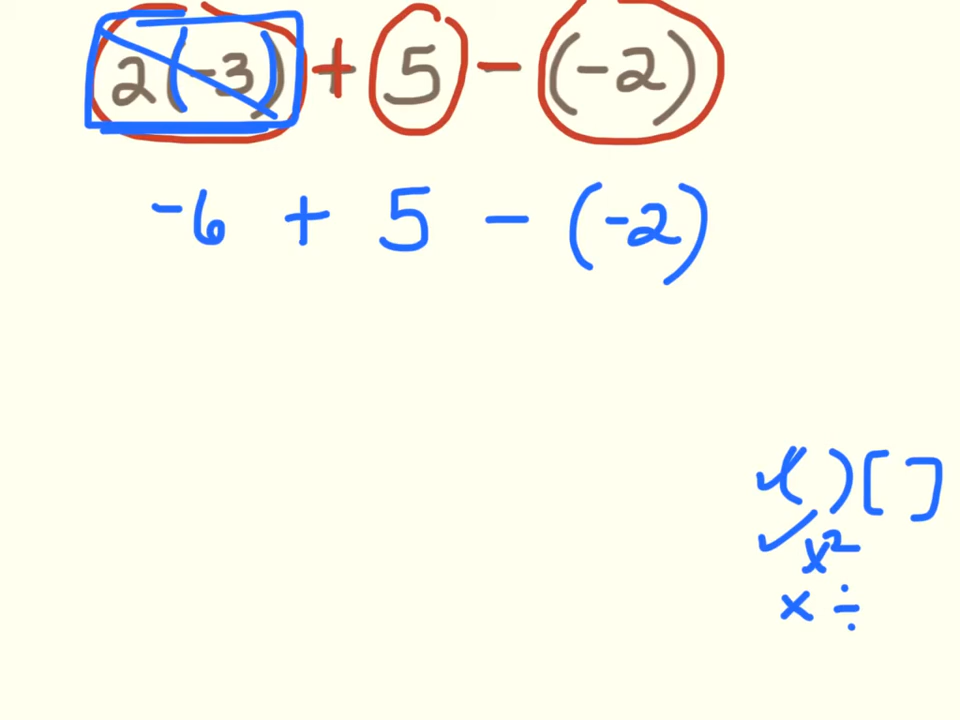 2(-3) + 5 - (-2)
-6 + 5 - (-2)
✓( ) [ ]
✓ x²
× ÷